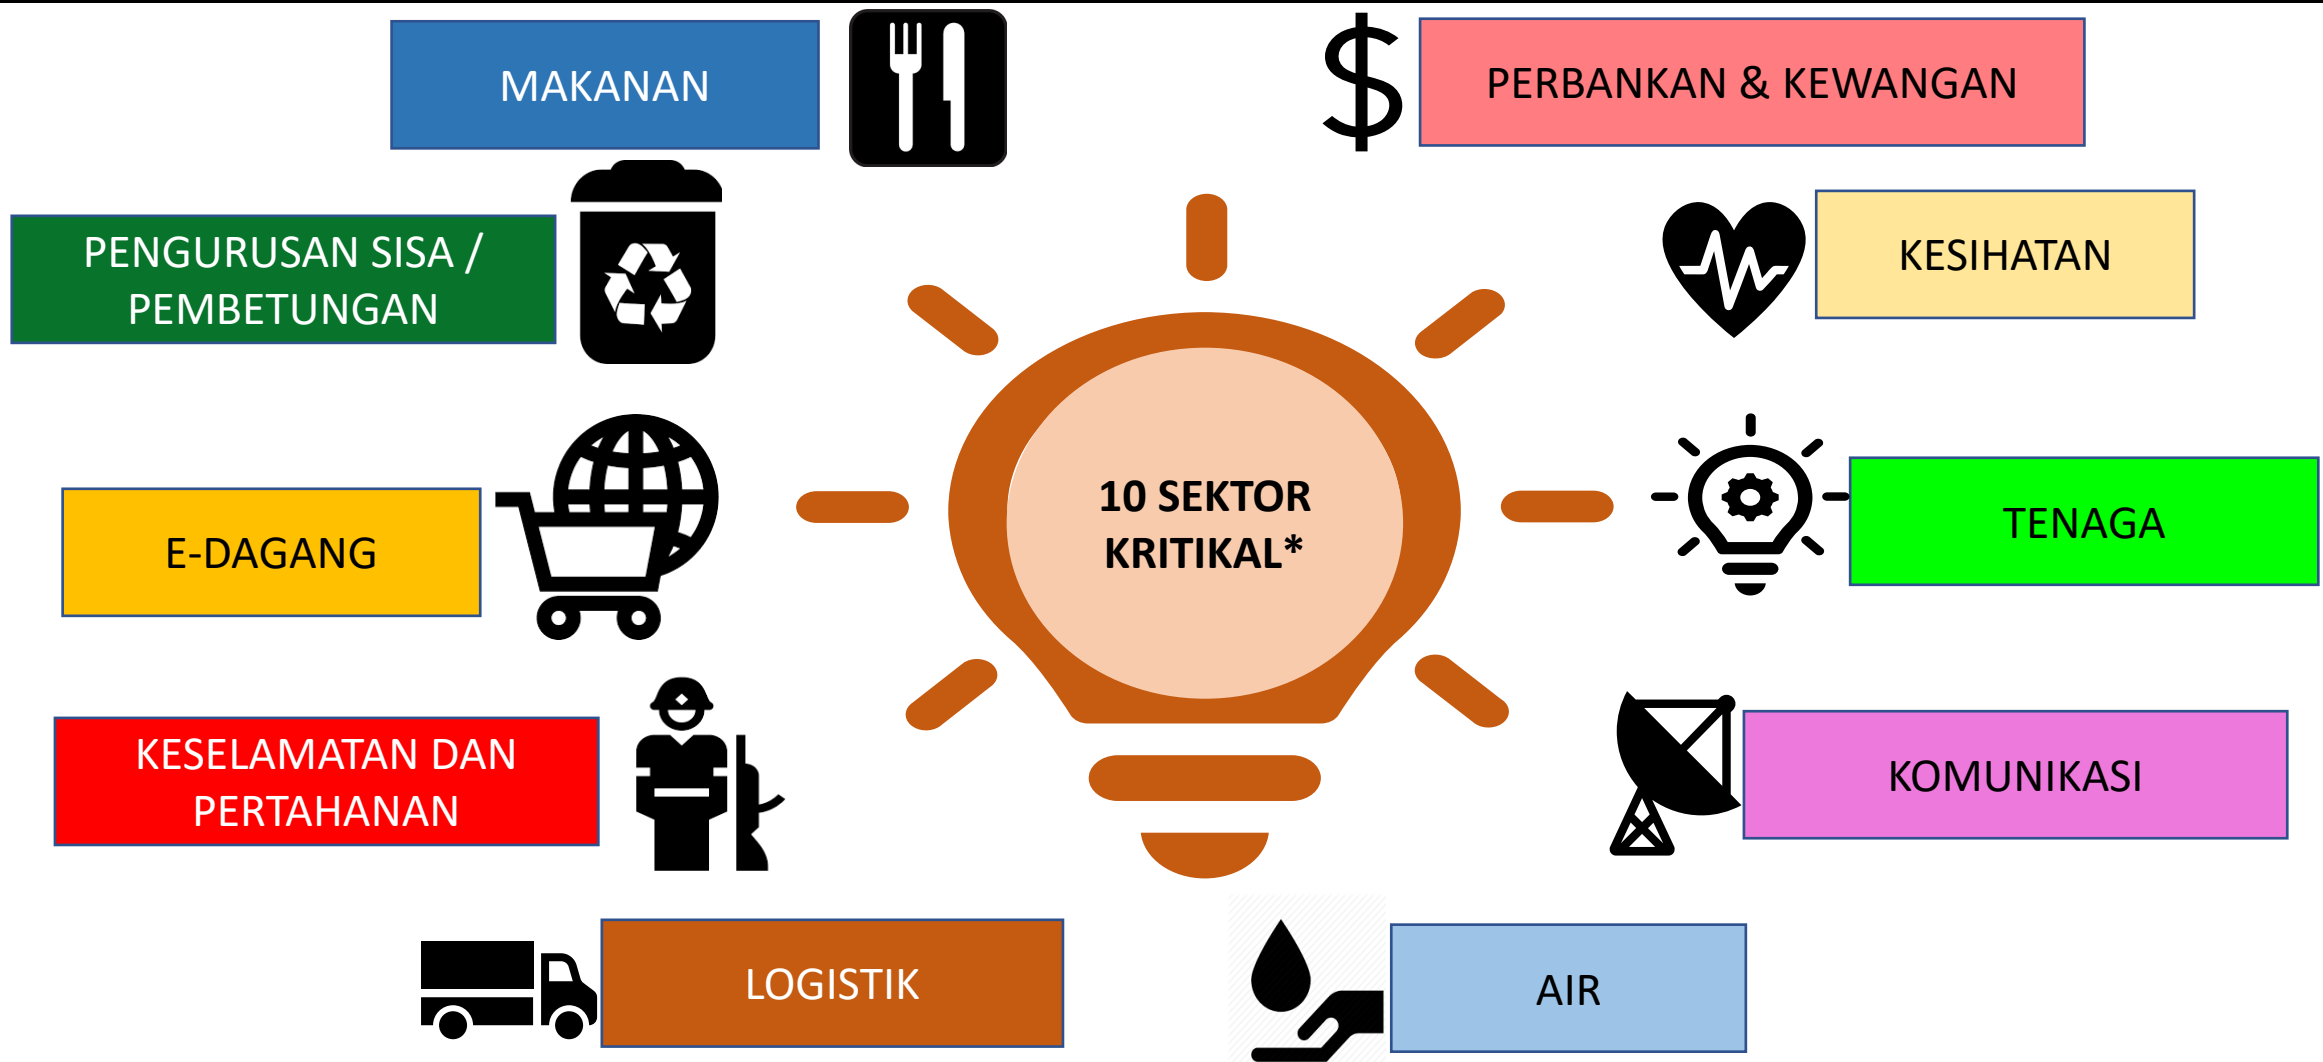 MAKANAN
PERBANKAN & KEWANGAN
PENGURUSAN SISA /
PEMBETUNGAN
KESIHATAN
10 SEKTOR
KRITIKAL*
E-DAGANG
TENAGA
KESELAMATAN DAN
PERTAHANAN
KOMUNIKASI
LOGISTIK
AIR